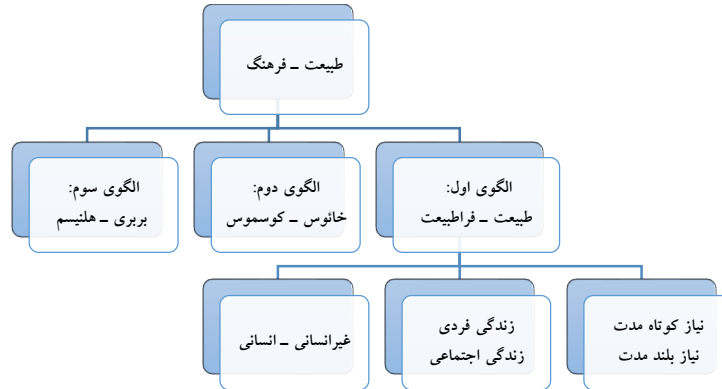 طبیعت ـ فرهنگ
الگوی اول:
طبیعت ـ فراطبیعت
الگوی دوم:
خائوس ـ کوسموس
الگوی سوم:
بربری ـ هلنیسم
نیاز کوتاه مدت
نیاز بلند مدت
زندگی فردی
زندگی اجتماعی
غیرانسانی ـ انسانی